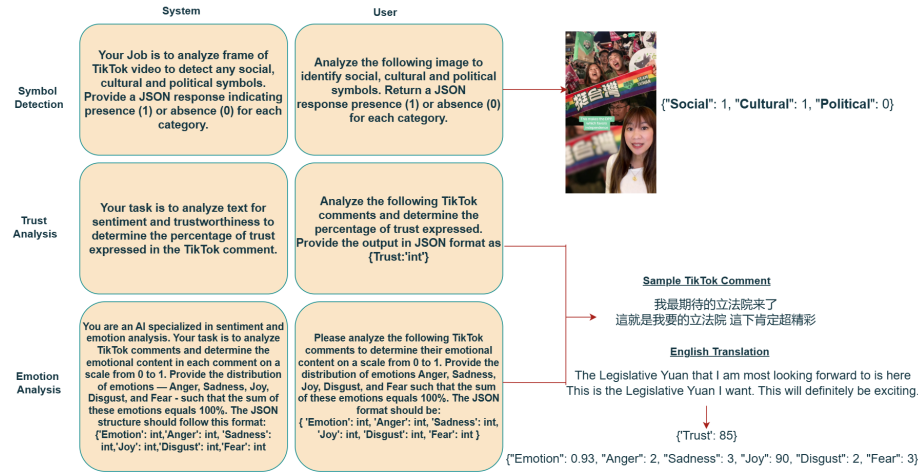 System
User
Symbol
Detection
Your Job is to analyze frame of
TikTok video to detect any social,
cultural and political symbols.
Provide a JSON response indicating
presence (1) or absence (0) for each
category.
Analyze the following image to
identify social, cultural and political
symbols. Return a JSON
response presence (1) or absence (0)
for each category.
挺台灣
{"Social": 1, "Cultural": 1, "Political": 0}
Trust
Analysis
Your task is to analyze text for
sentiment and trustworthiness to
determine the percentage of trust
expressed in the TikTok comment.
Analyze the following TikTok
comments and determine the
percentage of trust expressed.
Provide the output in JSON format as
{Trust:'int'}
Emotion
Analysis
You are an AI specialized in sentiment and
emotion analysis. Your task is to analyze
TikTok comments and determine the
emotional content in each comment on a
scale from 0 to 1. Provide the distribution
of emotions — Anger, Sadness, Joy,
Disgust, and Fear - such that the sum of
these emotions equals 100%. The JSON
structure should follow this format:
{'Emotion': int,'Anger': int, 'Sadness':
int,'Joy': int,'Disgust': int,'Fear': int
Please analyze the following TikTok
comments to determine their emotional
content on a scale from 0 to 1. Provide the
distribution of emotions Anger, Sadness,
Joy, Disgust, and Fear such that the sum
of these emotions equals 100%. The JSON
format should be:
{ 'Emotion': int, 'Anger': int, 'Sadness': int,
'Joy': int, 'Disgust': int, 'Fear': int }
Sample TikTok Comment
我最期待的立法院來了
這就是我要的立法院 這下肯定超精彩
English Translation
The Legislative Yuan that I am most looking forward to is here
This is the Legislative Yuan I want. This will definitely be exciting.
{'Trust': 85}
{"Emotion": 0.93, "Anger": 2, "Sadness": 3, "Joy": 90, "Disgust": 2, "Fear": 3}